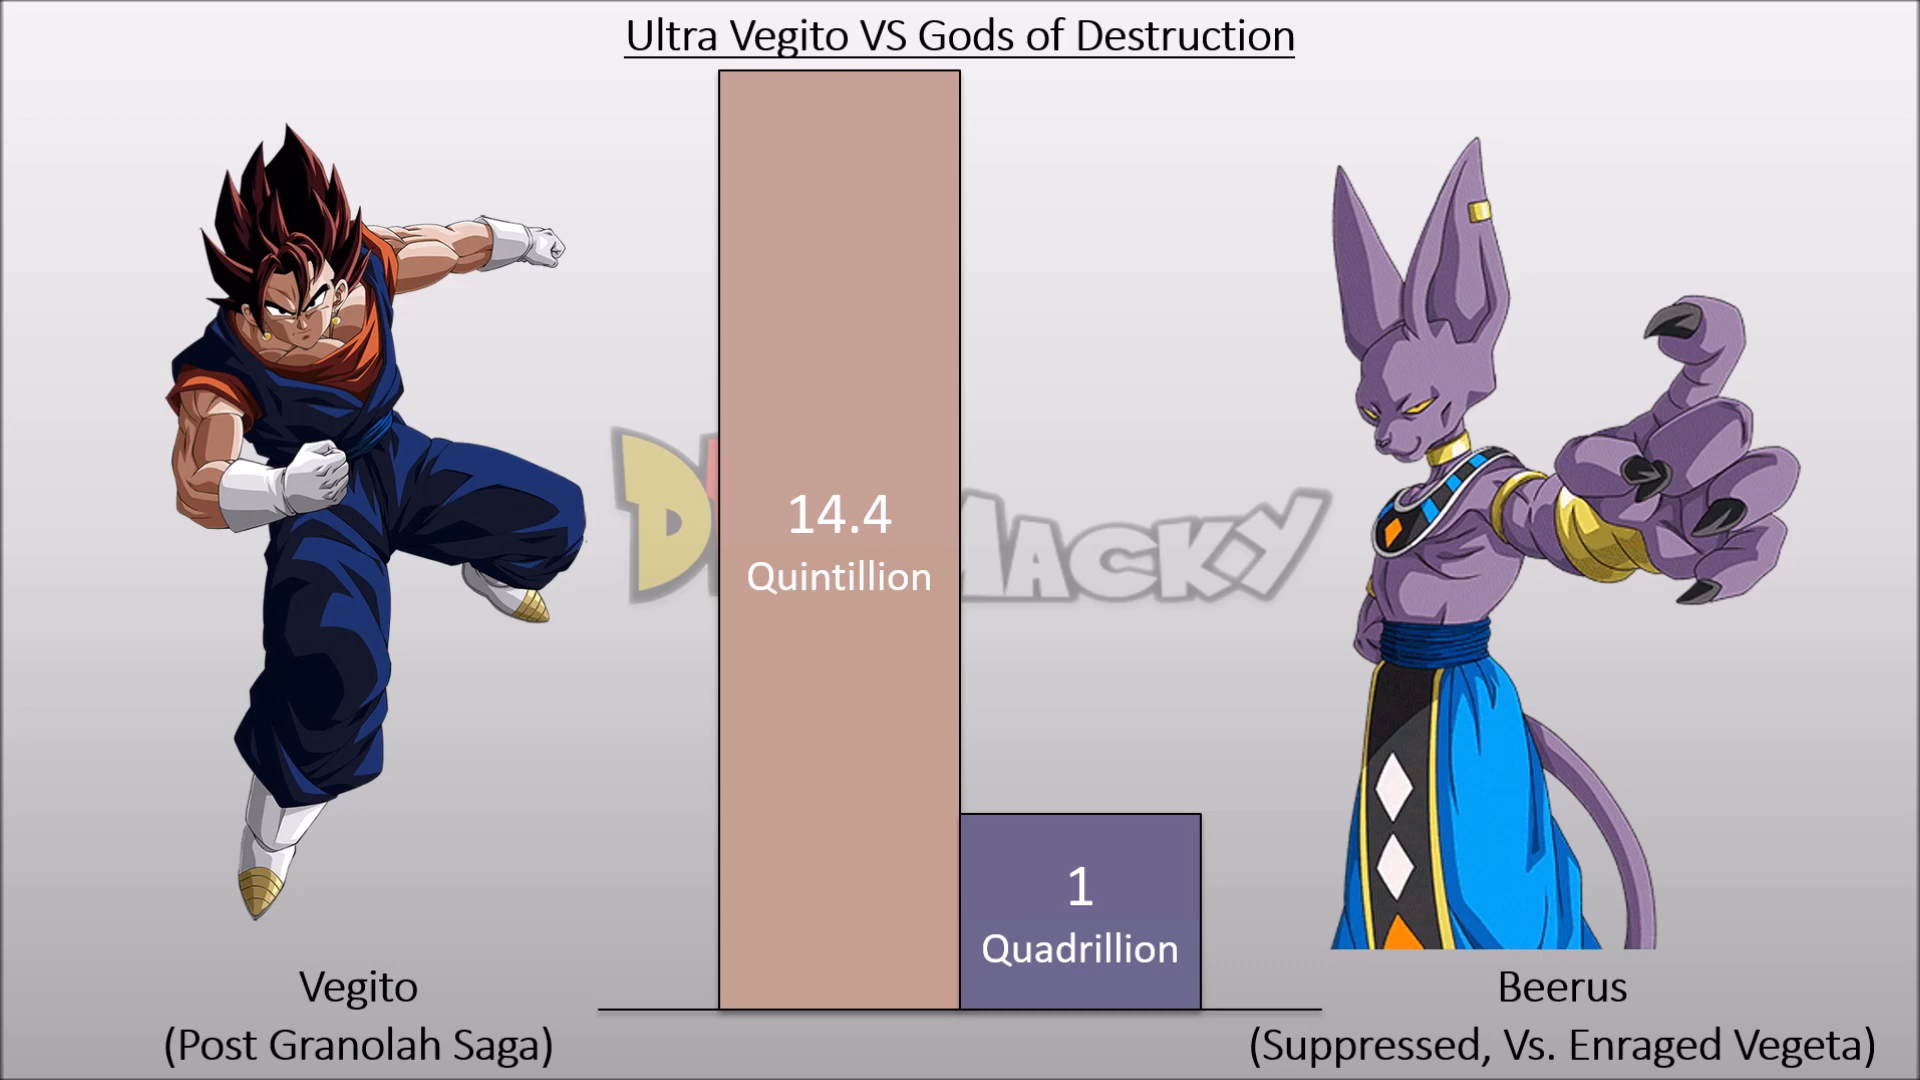 Ultra Vegito VS Gods of Destruction
14.4
Quintillion
1
Quadrillion
Vegito
(Post Granolah Saga)
Beerus
(Suppressed, Vs. Enraged Vegeta)